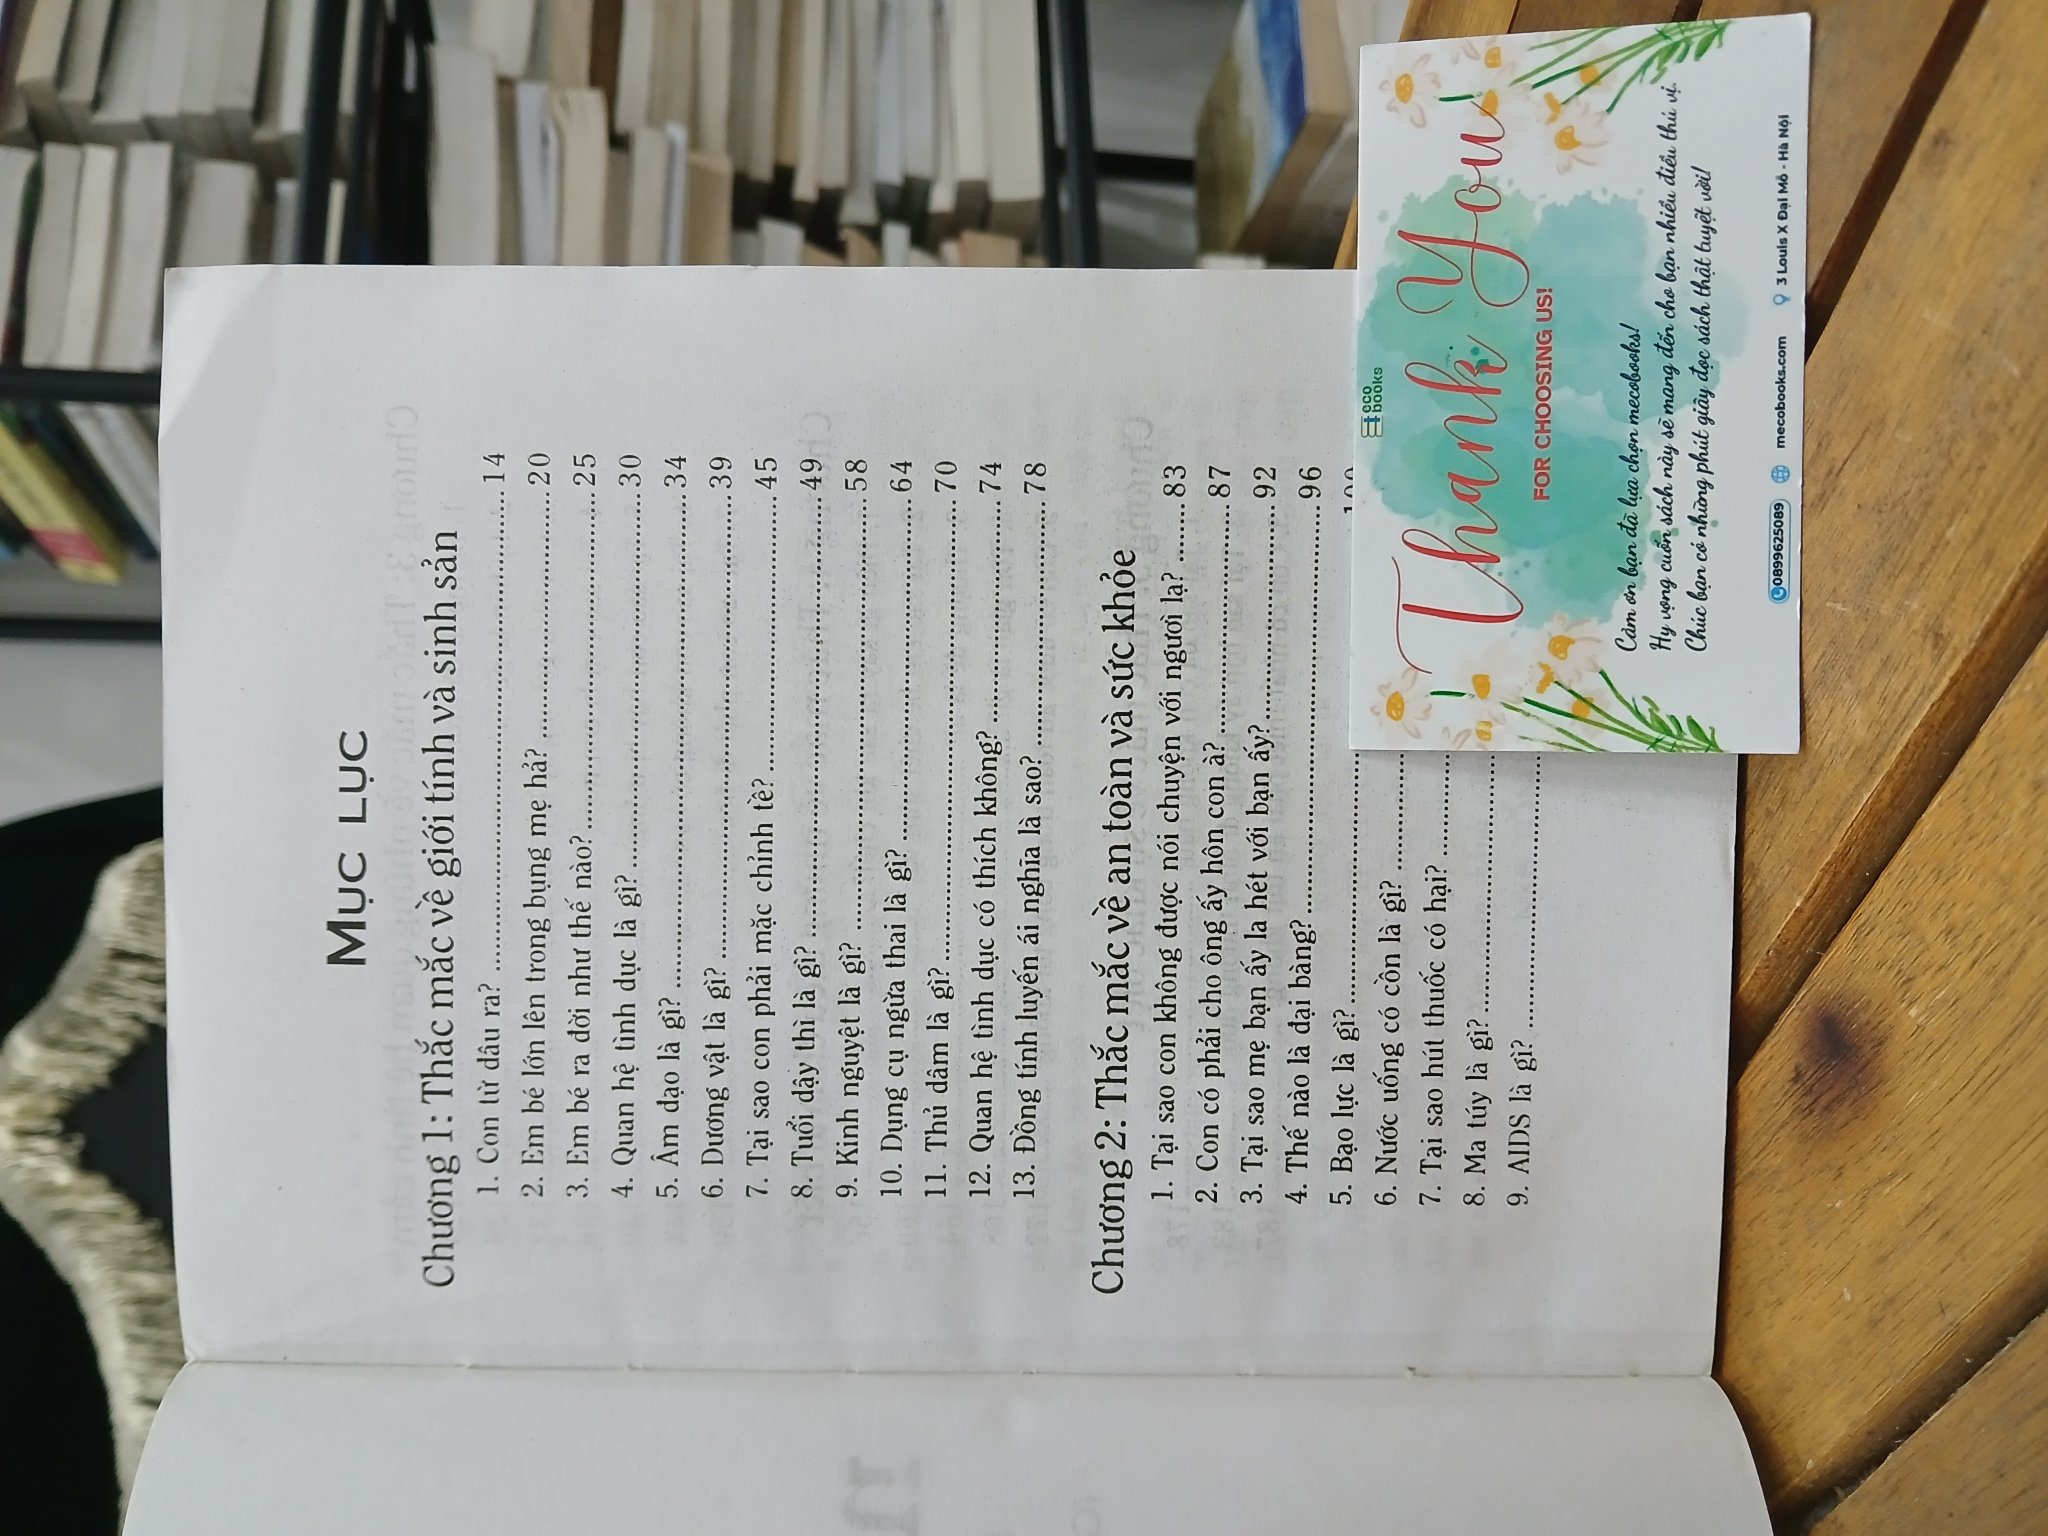 MỤC LỤC
Chương 1: Thắc mắc về giới tính và sinh sản
1. Con từ dâu ra? ........ 14
2. Em bé lớn lên trong bụng mẹ hả? ........ 20
3. Em bé ra đời như thế nào? ........ 25
4. Quan hệ tình dục là gì? ........ 30
5. Âm đạo là gì? ........ 34
6. Dương vật là gì? ........ 39
7. Tại sao con phải mặc chỉnh tề? ........ 45
8. Tuổi dậy thì là gì? ........ 49
9. Kinh nguyệt là gì? ........ 58
10. Dụng cụ ngừa thai là gì? ........ 64
11. Thủ dâm là gì? ........ 70
12. Quan hệ tình dục có thích không? ........ 74
13. Đồng tính luyến ái nghĩa là sao? ........ 78
Chương 2: Thắc mắc về an toàn và sức khỏe
1. Tại sao con không được nói chuyện với người lạ? ........ 83
2. Con có phải cho ông ấy hôn con à? ........ 87
3. Tại sao mẹ bạn ấy la hét với bạn ấy? ........ 92
4. Thế nào là đại bàng? ........ 96
5. Bạo lực là gì? ........
6. Nước uống có cồn là gì? ........
7. Tại sao hút thuốc có hại? ........
8. Ma túy là gì? ........
9. AIDS là gì? ........
eco
books
Thank You
FOR CHOOSING US!
Cảm ơn bạn đã lựa chọn mecobooks!
Hy vọng cuốn sách này sẽ mang đến cho bạn nhiều điều thú vị.
Chúc bạn có những phút giây đọc sách thật tuyệt vời!
0899625089 mecobooks.com 3 Louis X Đại Mỗ - Hà Nội